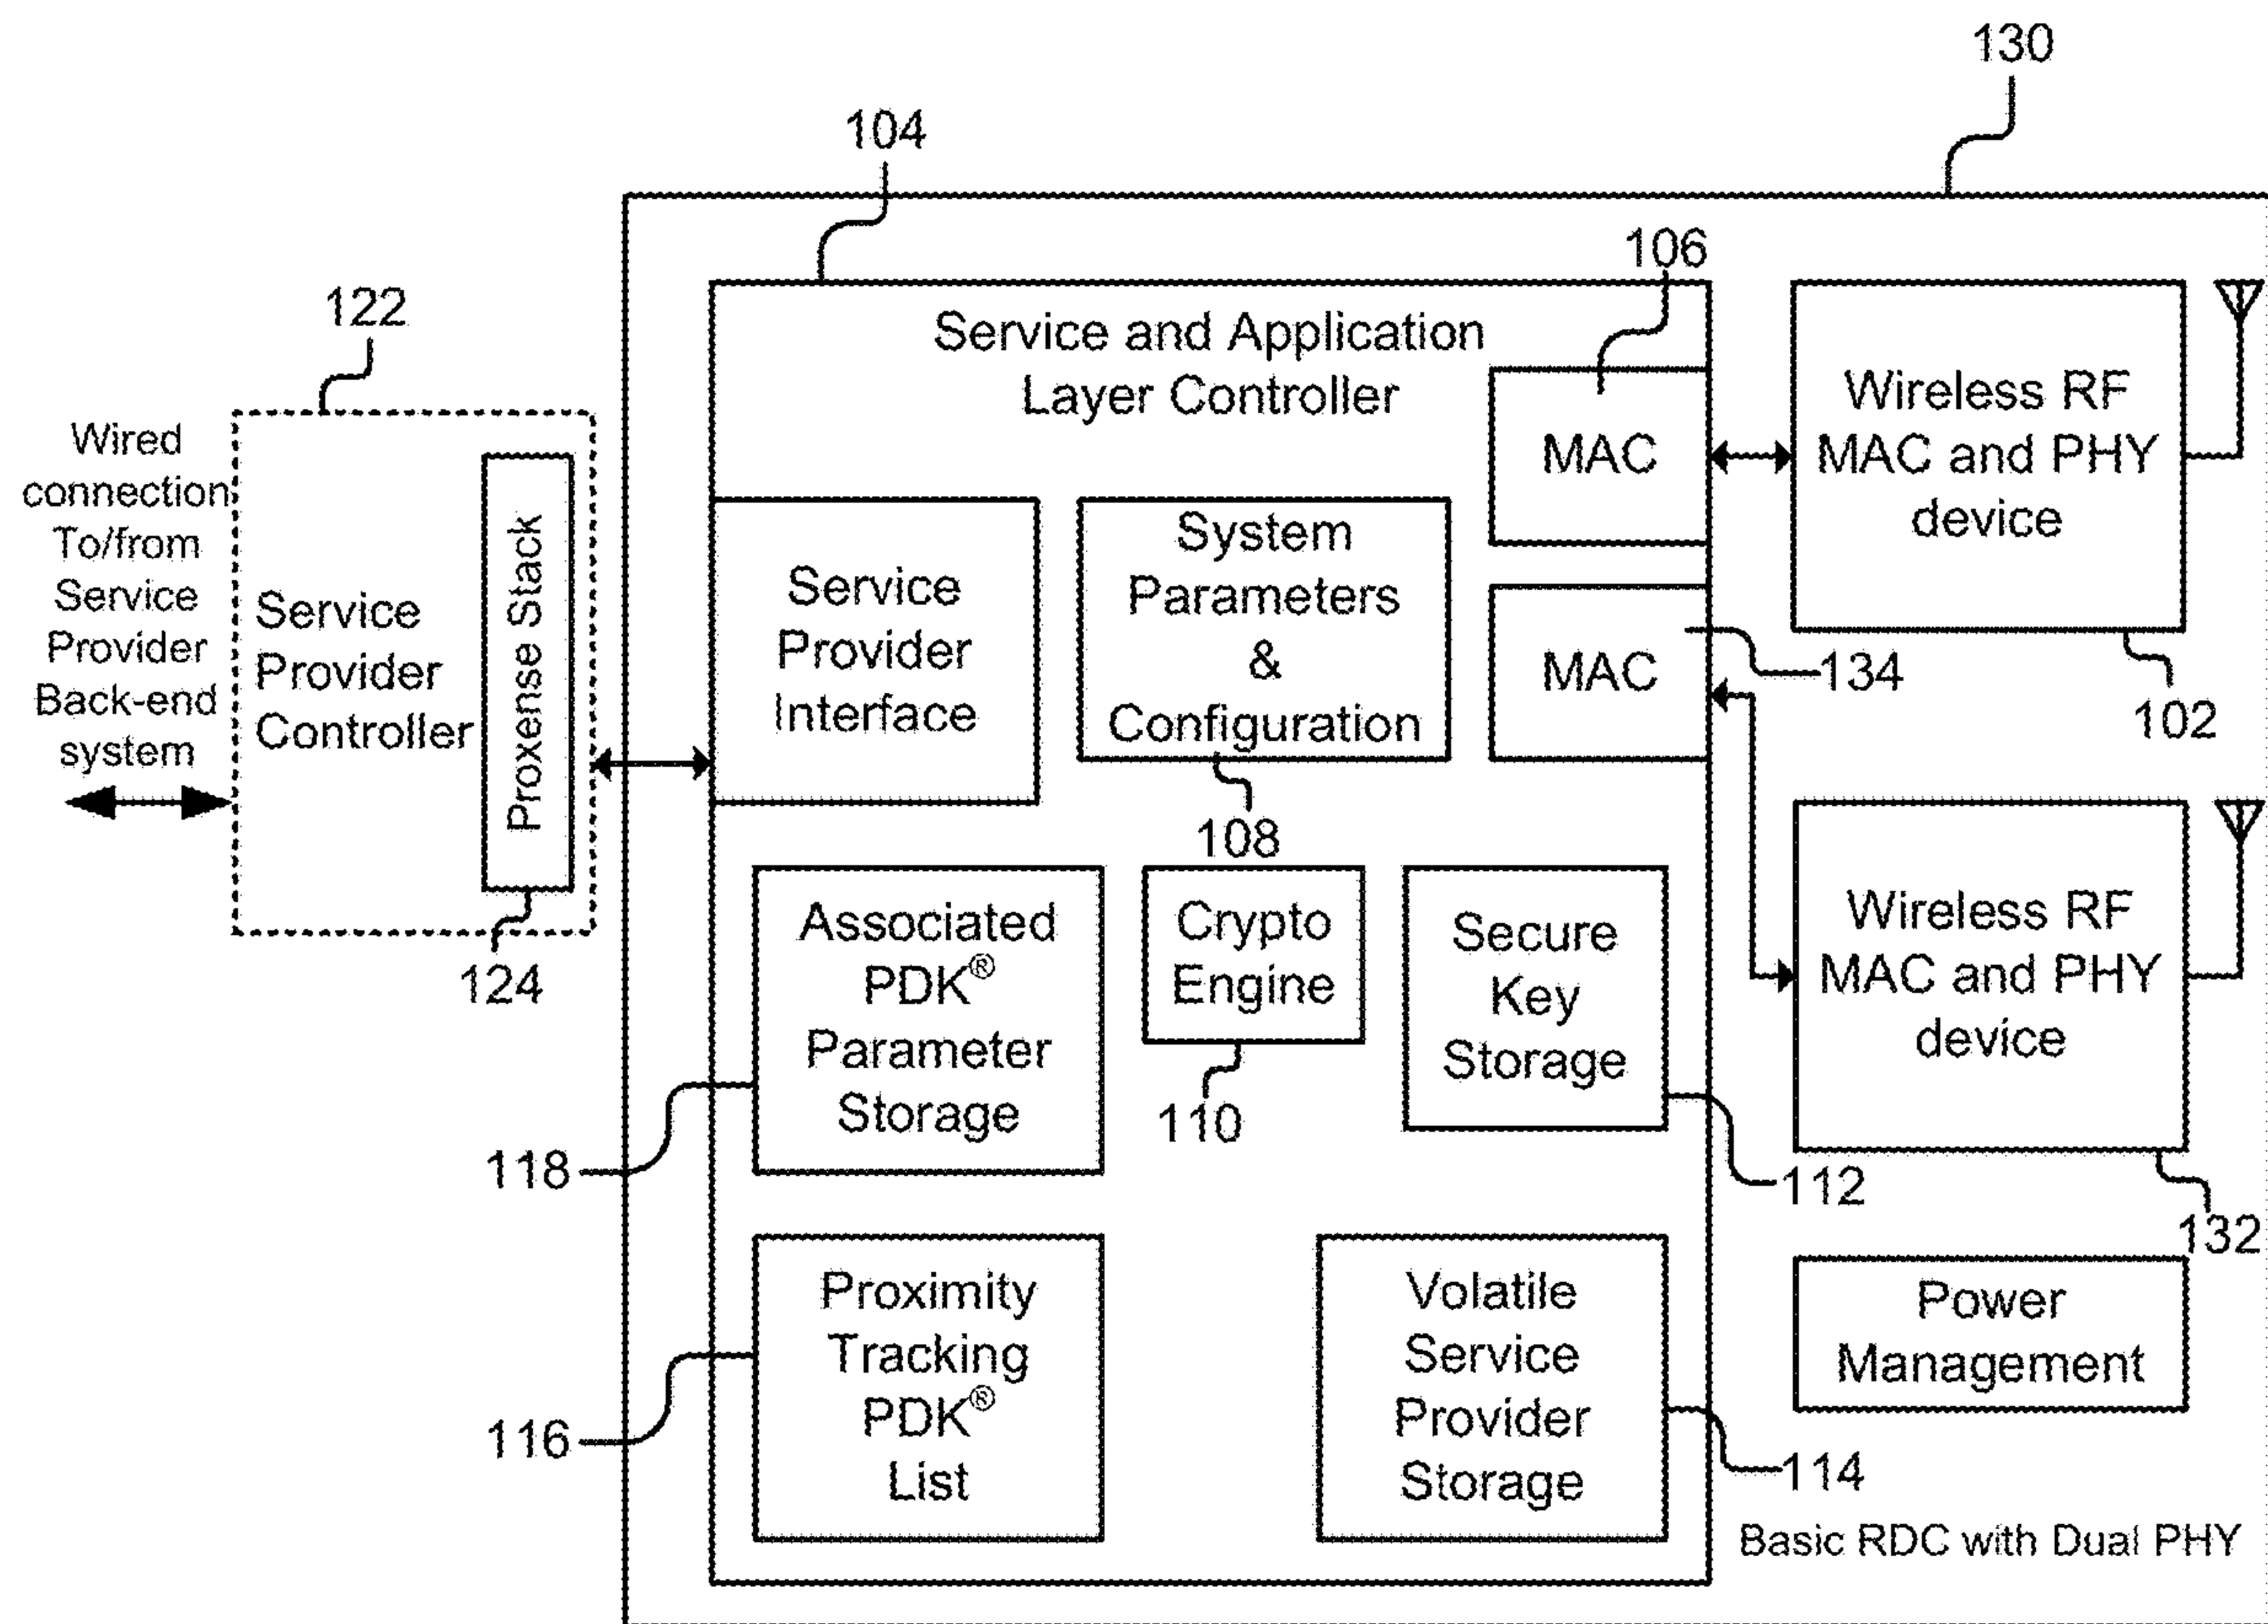 130
104
106
122
Service and Application
Layer Controller
MAC
Wireless RF
MAC and PHY
device
102
Wired
connection
To/from
Service
Provider
Back-end
system
Service
Provider
Controller
Proxense Stack
124
Service
Provider
Interface
System
Parameters
&
Configuration
108
MAC
134
Wireless RF
MAC and PHY
device
132
Associated
PDK®
Parameter
Storage
118
Crypto
Engine
110
Secure
Key
Storage
112
Proximity
Tracking
PDK®
List
116
Volatile
Service
Provider
Storage
114
Power
Management
Basic RDC with Dual PHY